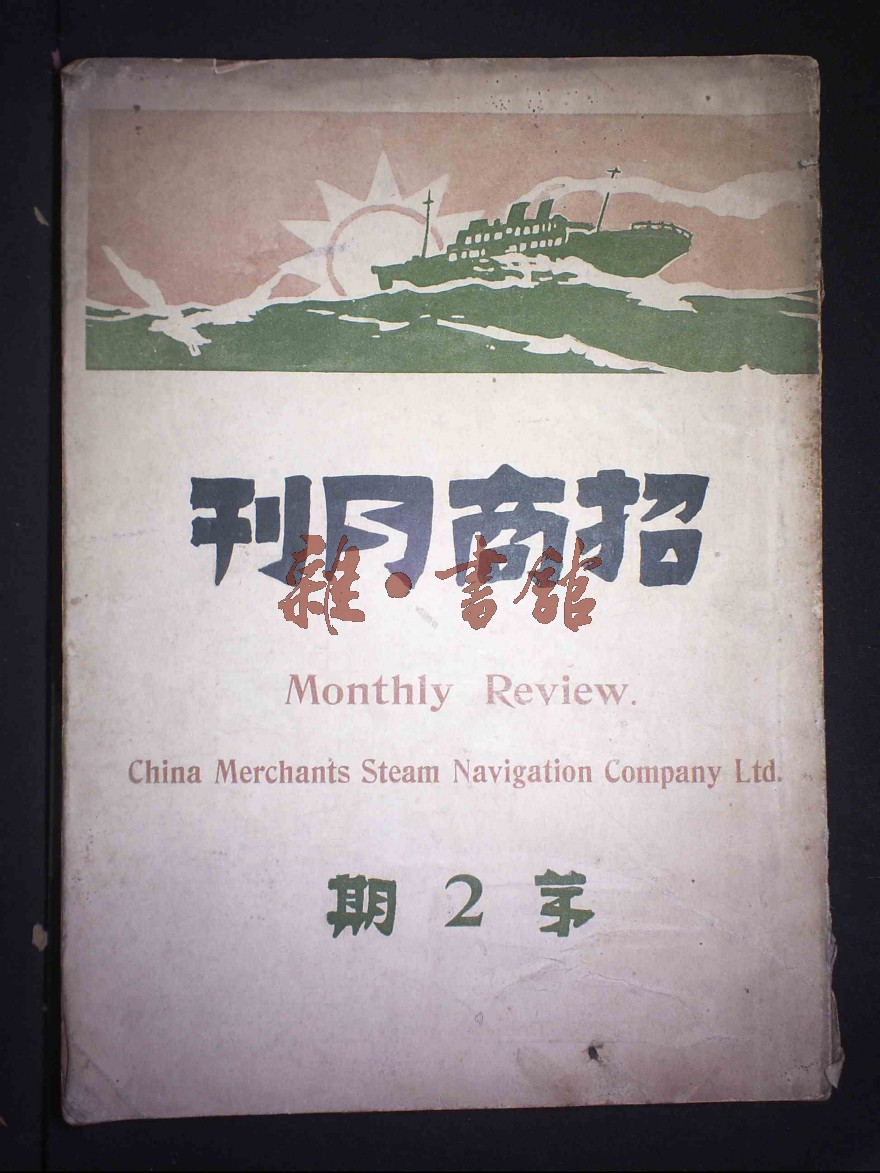 招商月刊
雜·書館
Monthly Review.
China Merchants Steam Navigation Company Ltd.
第2期